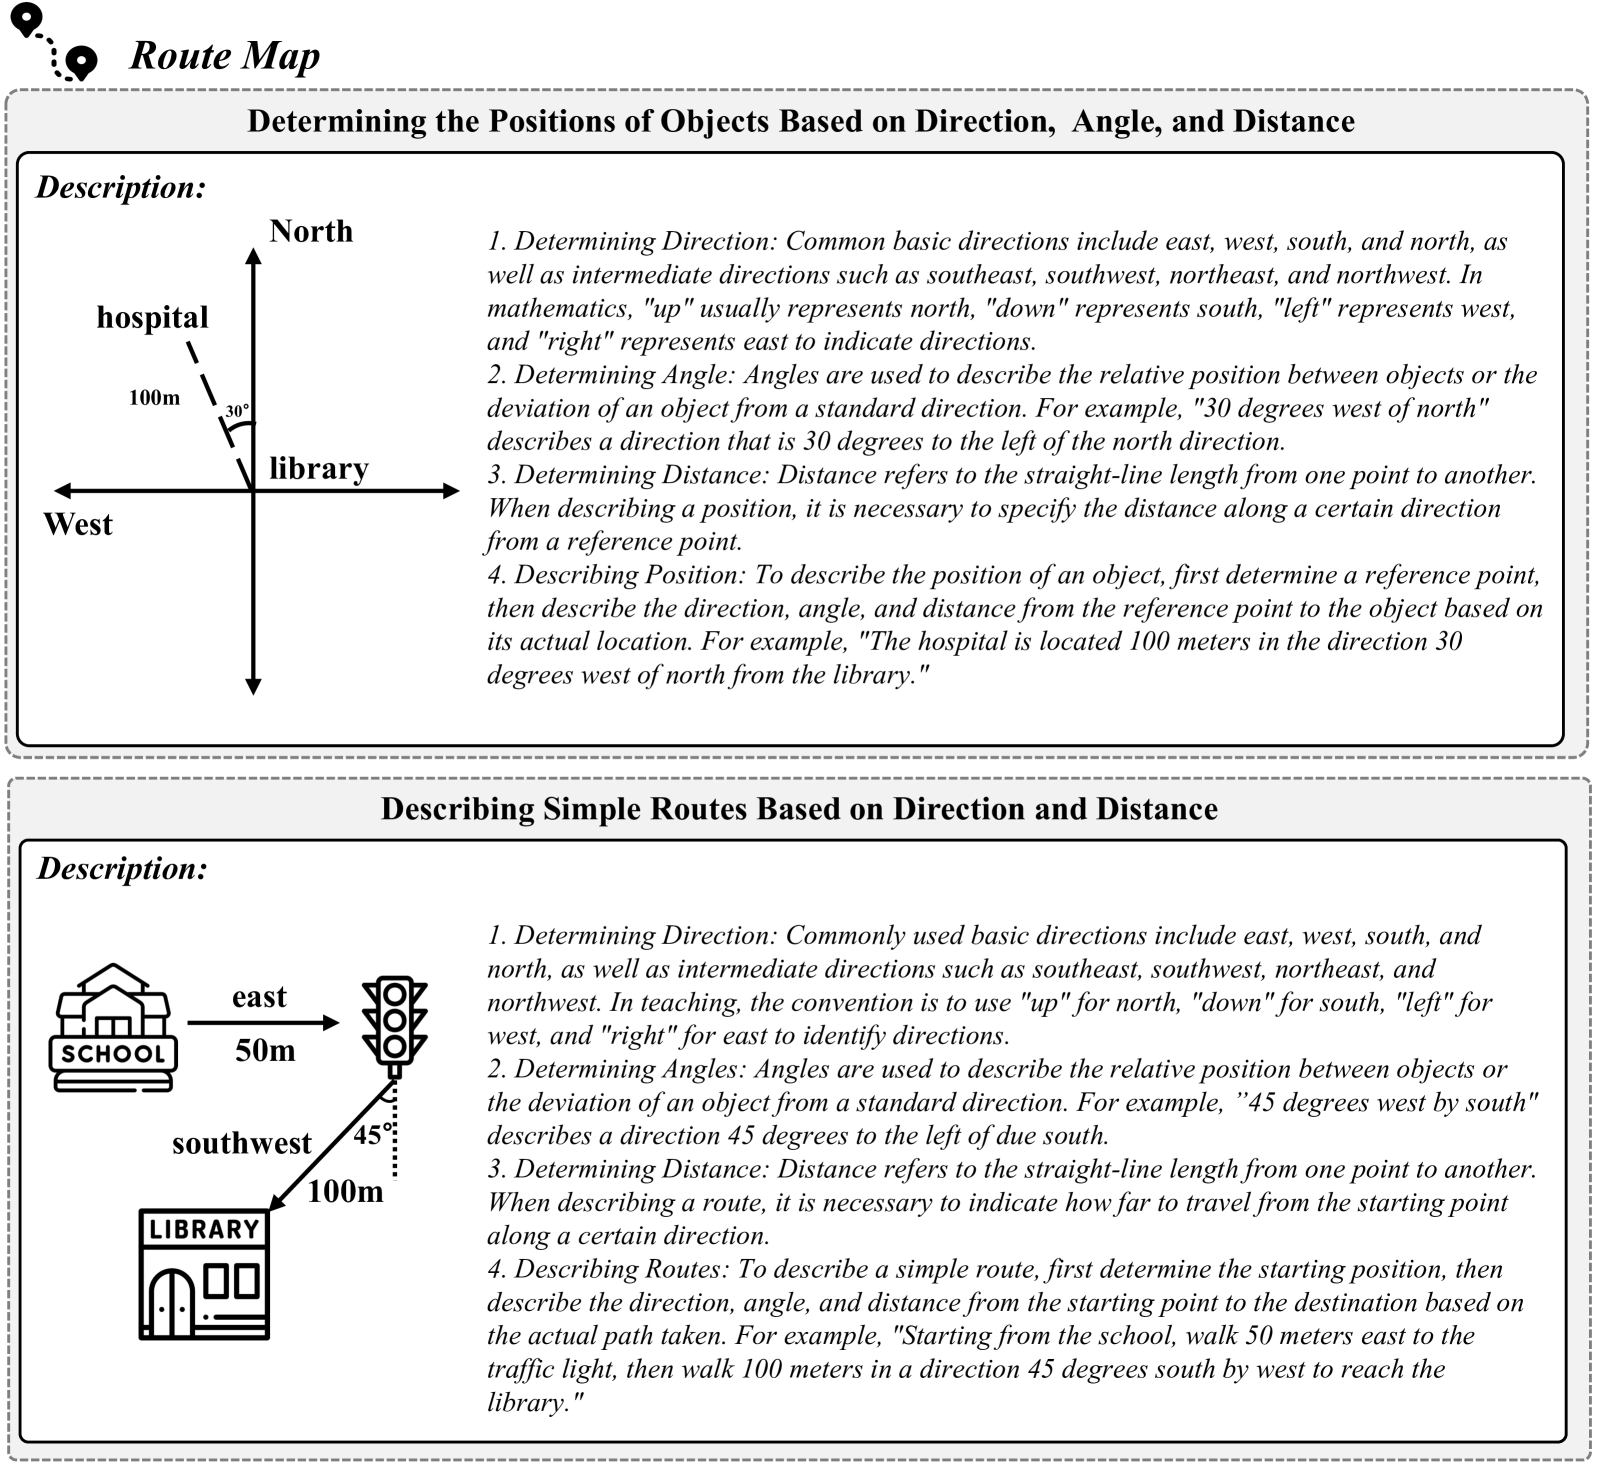 Route Map
Determining the Positions of Objects Based on Direction,  Angle, and Distance
Description:
North
hospital
100m
30°
library
West
1. Determining Direction: Common basic directions include east, west, south, and north, as
well as intermediate directions such as southeast, southwest, northeast, and northwest. In
mathematics, "up" usually represents north, "down" represents south, "left" represents west,
and "right" represents east to indicate directions.
2. Determining Angle: Angles are used to describe the relative position between objects or the
deviation of an object from a standard direction. For example, "30 degrees west of north"
describes a direction that is 30 degrees to the left of the north direction.
3. Determining Distance: Distance refers to the straight-line length from one point to another.
When describing a position, it is necessary to specify the distance along a certain direction
from a reference point.
4. Describing Position: To describe the position of an object, first determine a reference point,
then describe the direction, angle, and distance from the reference point to the object based on
its actual location. For example, "The hospital is located 100 meters in the direction 30
degrees west of north from the library."
Describing Simple Routes Based on Direction and Distance
Description:
SCHOOL
east
50m
southwest
45°
100m
LIBRARY
1. Determining Direction: Commonly used basic directions include east, west, south, and
north, as well as intermediate directions such as southeast, southwest, northeast, and
northwest. In teaching, the convention is to use "up" for north, "down" for south, "left" for
west, and "right" for east to identify directions.
2. Determining Angles: Angles are used to describe the relative position between objects or
the deviation of an object from a standard direction. For example, ”45 degrees west by south"
describes a direction 45 degrees to the left of due south.
3. Determining Distance: Distance refers to the straight-line length from one point to another.
When describing a route, it is necessary to indicate how far to travel from the starting point
along a certain direction.
4. Describing Routes: To describe a simple route, first determine the starting position, then
describe the direction, angle, and distance from the starting point to the destination based on
the actual path taken. For example, "Starting from the school, walk 50 meters east to the
traffic light, then walk 100 meters in a direction 45 degrees south by west to reach the
library."